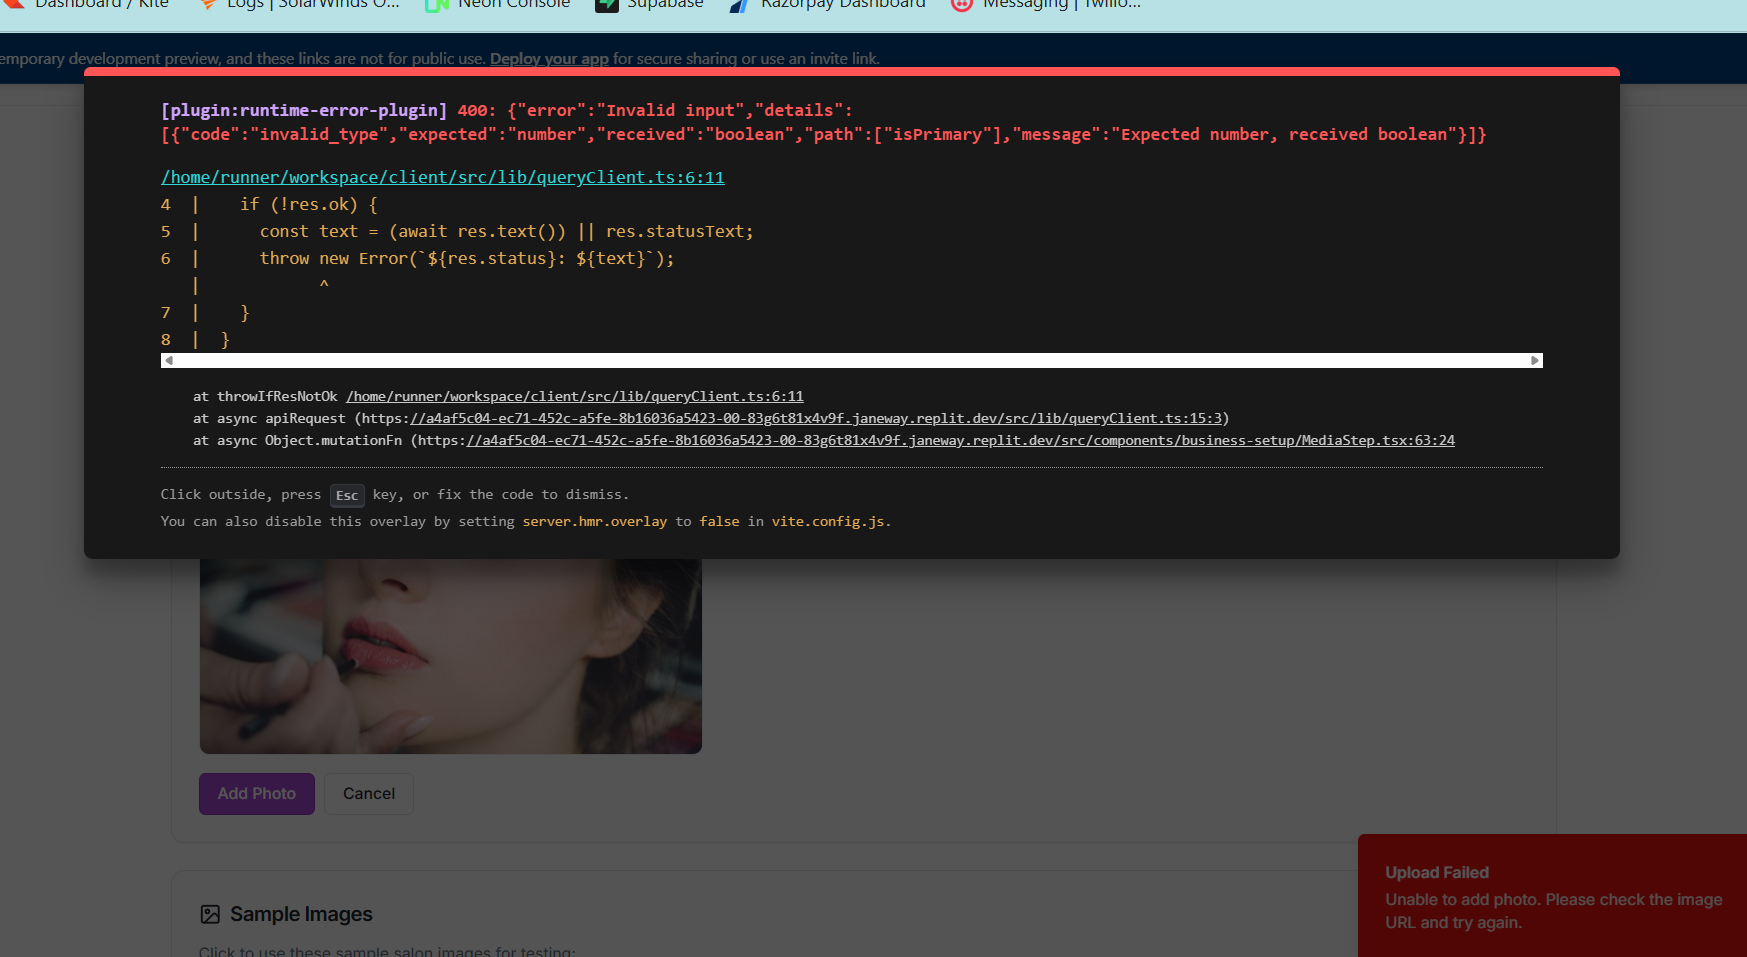 Dashboard / Kite
Logs | SolarWinds O...
Neon Console
Supabase
Razorpay Dashboard
Messaging | Twilio...
temporary development preview, and these links are not for public use. Deploy your app for secure sharing or use an invite link.
[plugin:runtime-error-plugin] 400: {"error":"Invalid input","details":
[{"code":"invalid_type","expected":"number","received":"boolean","path":["isPrimary"],"message":"Expected number, received boolean"}]}
/home/runner/workspace/client/src/lib/queryClient.ts:6:11
4 | if (!res.ok) {
5 | const text = (await res.text()) || res.statusText;
6 | throw new Error(`${res.status}: ${text}`);
| ^
7 | }
8 | }
at throwIfResNotOk /home/runner/workspace/client/src/lib/queryClient.ts:6:11
at async apiRequest (https://a4af5c04-ec71-452c-a5fe-8b16036a5423-00-83g6t81x4v9f.janeway.replit.dev/src/lib/queryClient.ts:15:3)
at async Object.mutationFn (https://a4af5c04-ec71-452c-a5fe-8b16036a5423-00-83g6t81x4v9f.janeway.replit.dev/src/components/business-setup/MediaStep.tsx:63:24
Click outside, press Esc key, or fix the code to dismiss.
You can also disable this overlay by setting server.hmr.overlay to false in vite.config.js.
Add Photo
Cancel
Sample Images
Click to use these sample salon images for testing:
Upload Failed
Unable to add photo. Please check the image
URL and try again.